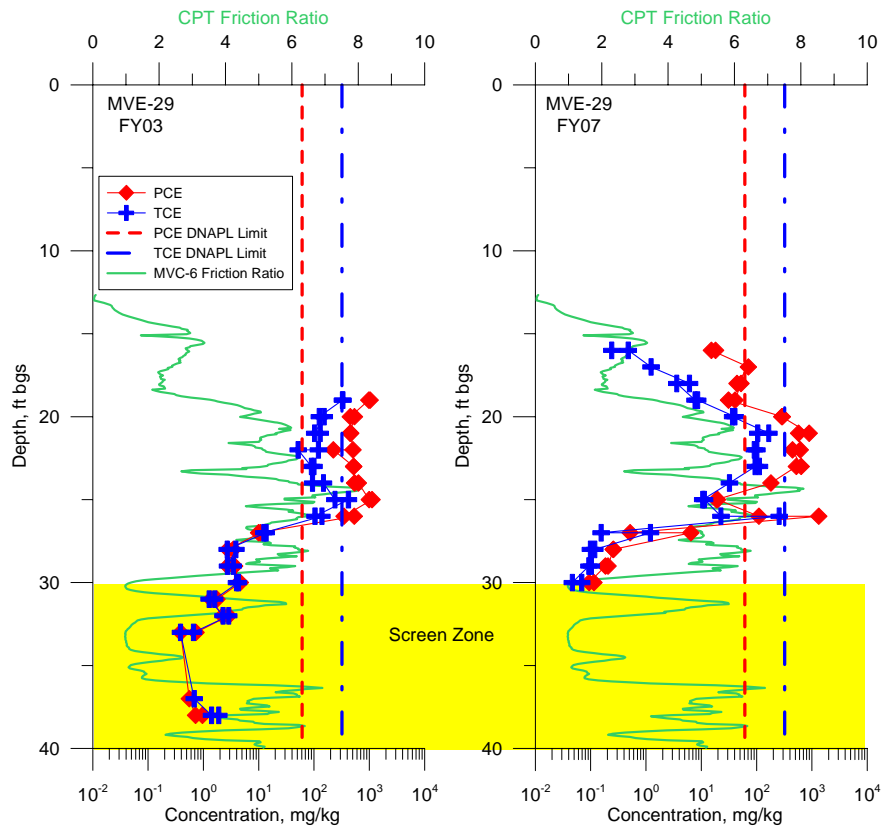 CPT Friction Ratio
CPT Friction Ratio
0 2 4 6 8 10
0 2 4 6 8 10
0
10
20
30
40
0
10
20
30
40
Depth, ft bgs
Depth, ft bgs
MVE-29
FY03
MVE-29
FY07
PCE
TCE
PCE DNAPL Limit
TCE DNAPL Limit
MVC-6 Friction Ratio
Screen Zone
10-2 10-1 100 101 102 103 104
10-2 10-1 100 101 102 103 104
Concentration, mg/kg
Concentration, mg/kg